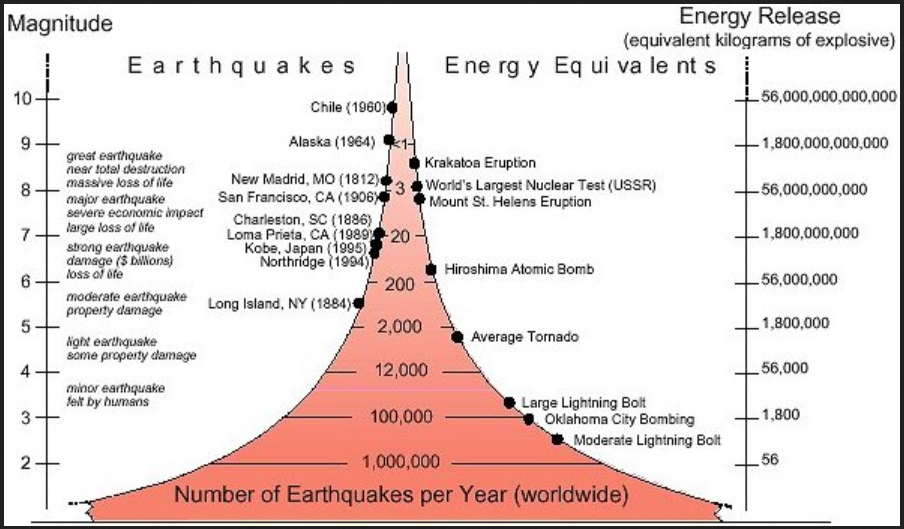 Magnitude
Energy Release
(equivalent kilograms of explosive)
Earthquakes
Energy Equivalents
10
9
8
7
6
5
4
3
2
great earthquake
near total destruction
massive loss of life
major earthquake
severe economic impact
large loss of life
strong earthquake
damage ($ billions)
loss of life
moderate earthquake
property damage
light earthquake
some property damage
minor earthquake
felt by humans
Chile (1960)
Alaska (1964)
New Madrid, MO (1812)
San Francisco, CA (1906)
Charleston, SC (1886)
Loma Prieta, CA (1989)
Kobe, Japan (1995)
Northridge (1994)
Long Island, NY (1884)
<1
3
20
200
2,000
12,000
100,000
1,000,000
Number of Earthquakes per Year (worldwide)
Krakatoa Eruption
World's Largest Nuclear Test (USSR)
Mount St. Helens Eruption
Hiroshima Atomic Bomb
Average Tornado
Large Lightning Bolt
Oklahoma City Bombing
Moderate Lightning Bolt
56,000,000,000,000
1,800,000,000,000
56,000,000,000
1,800,000,000
56,000,000
1,800,000
56,000
1,800
56